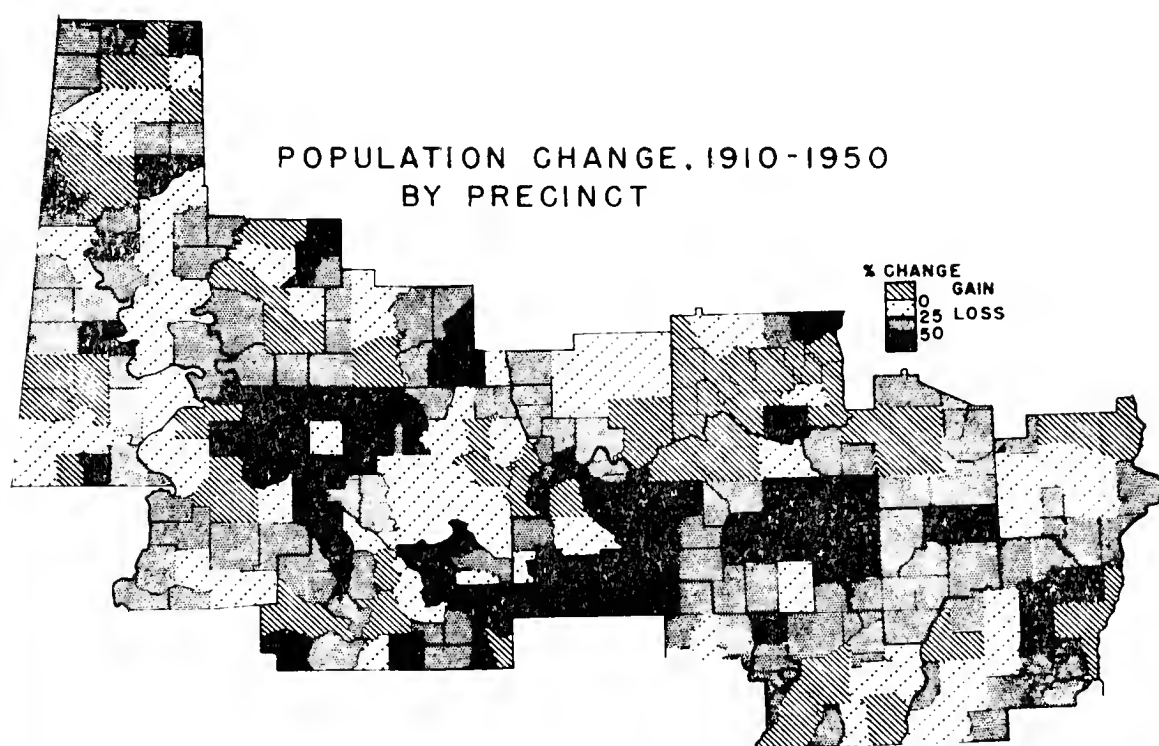 POPULATION CHANGE, 1910-1950
BY PRECINCT
% CHANGE
GAIN
0
25 LOSS
50